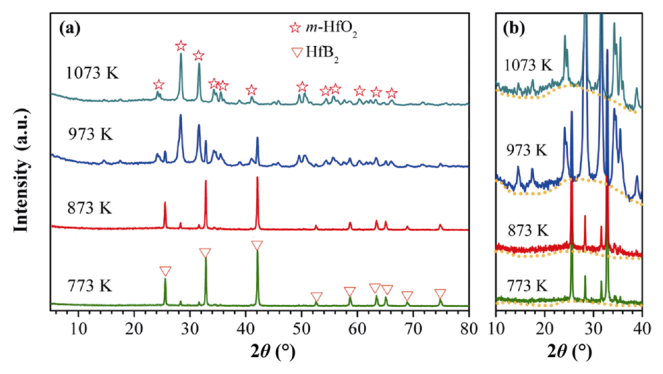 (a)
m-HfO₂
HfB₂
1073 K
973 K
873 K
773 K
Intensity (a.u.)
10 20 30 40 50 60 70 80
2θ (°)
(b)
1073 K
973 K
873 K
773 K
10 20 30 40
2θ (°)